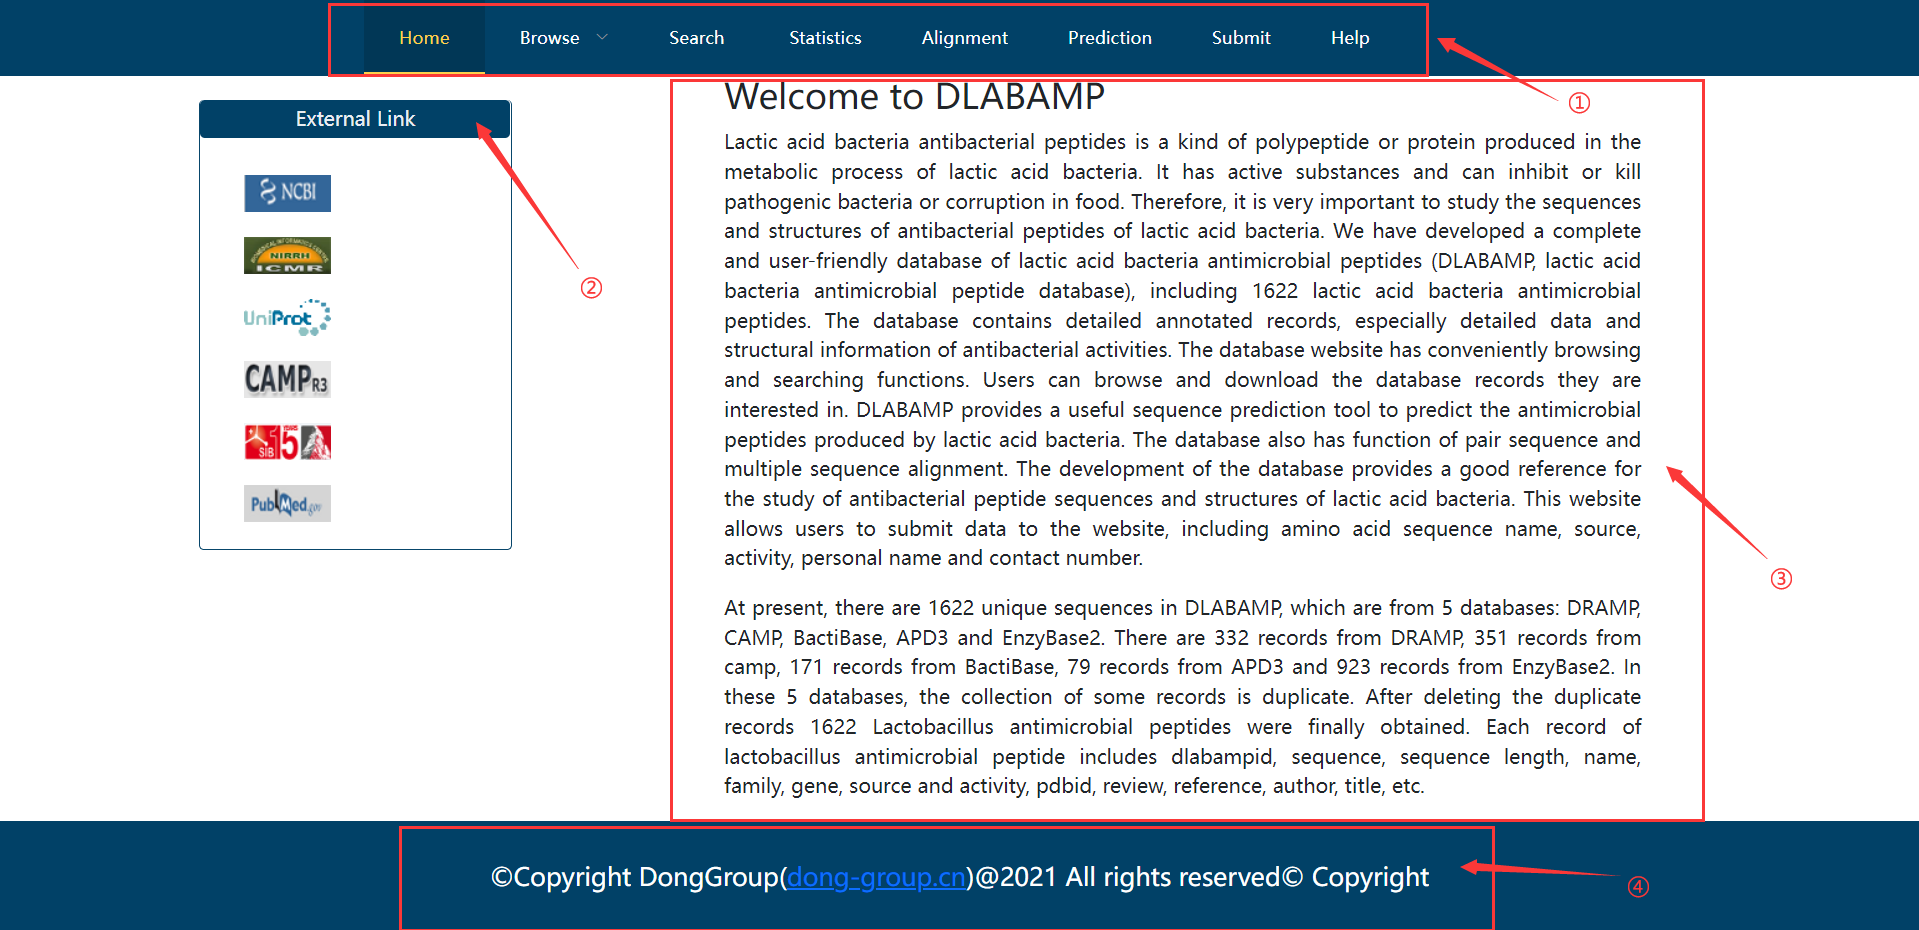 Home Browse Search Statistics Alignment Prediction Submit Help
①
External Link
NCBI
NIRRH
ICMR
②
UniProt
CAMPR3
SIB 15 YEARS
PubMed.gov
Welcome to DLABAMP
Lactic acid bacteria antibacterial peptides is a kind of polypeptide or protein produced in the
metabolic process of lactic acid bacteria. It has active substances and can inhibit or kill
pathogenic bacteria or corruption in food. Therefore, it is very important to study the sequences
and structures of antibacterial peptides of lactic acid bacteria. We have developed a complete
and user-friendly database of lactic acid bacteria antimicrobial peptides (DLABAMP, lactic acid
bacteria antimicrobial peptide database), including 1622 lactic acid bacteria antimicrobial
peptides. The database contains detailed annotated records, especially detailed data and
structural information of antibacterial activities. The database website has conveniently browsing
and searching functions. Users can browse and download the database records they are
interested in. DLABAMP provides a useful sequence prediction tool to predict the antimicrobial
peptides produced by lactic acid bacteria. The database also has function of pair sequence and
multiple sequence alignment. The development of the database provides a good reference for
the study of antibacterial peptide sequences and structures of lactic acid bacteria. This website
allows users to submit data to the website, including amino acid sequence name, source,
activity, personal name and contact number.
③
At present, there are 1622 unique sequences in DLABAMP, which are from 5 databases: DRAMP,
CAMP, BactiBase, APD3 and EnzyBase2. There are 332 records from DRAMP, 351 records from
camp, 171 records from BactiBase, 79 records from APD3 and 923 records from EnzyBase2. In
these 5 databases, the collection of some records is duplicate. After deleting the duplicate
records 1622 Lactobacillus antimicrobial peptides were finally obtained. Each record of
lactobacillus antimicrobial peptide includes dlabampid, sequence, sequence length, name,
family, gene, source and activity, pdbid, review, reference, author, title, etc.
©Copyright DongGroup(dong-group.cn)@2021 All rights reserved© Copyright
④